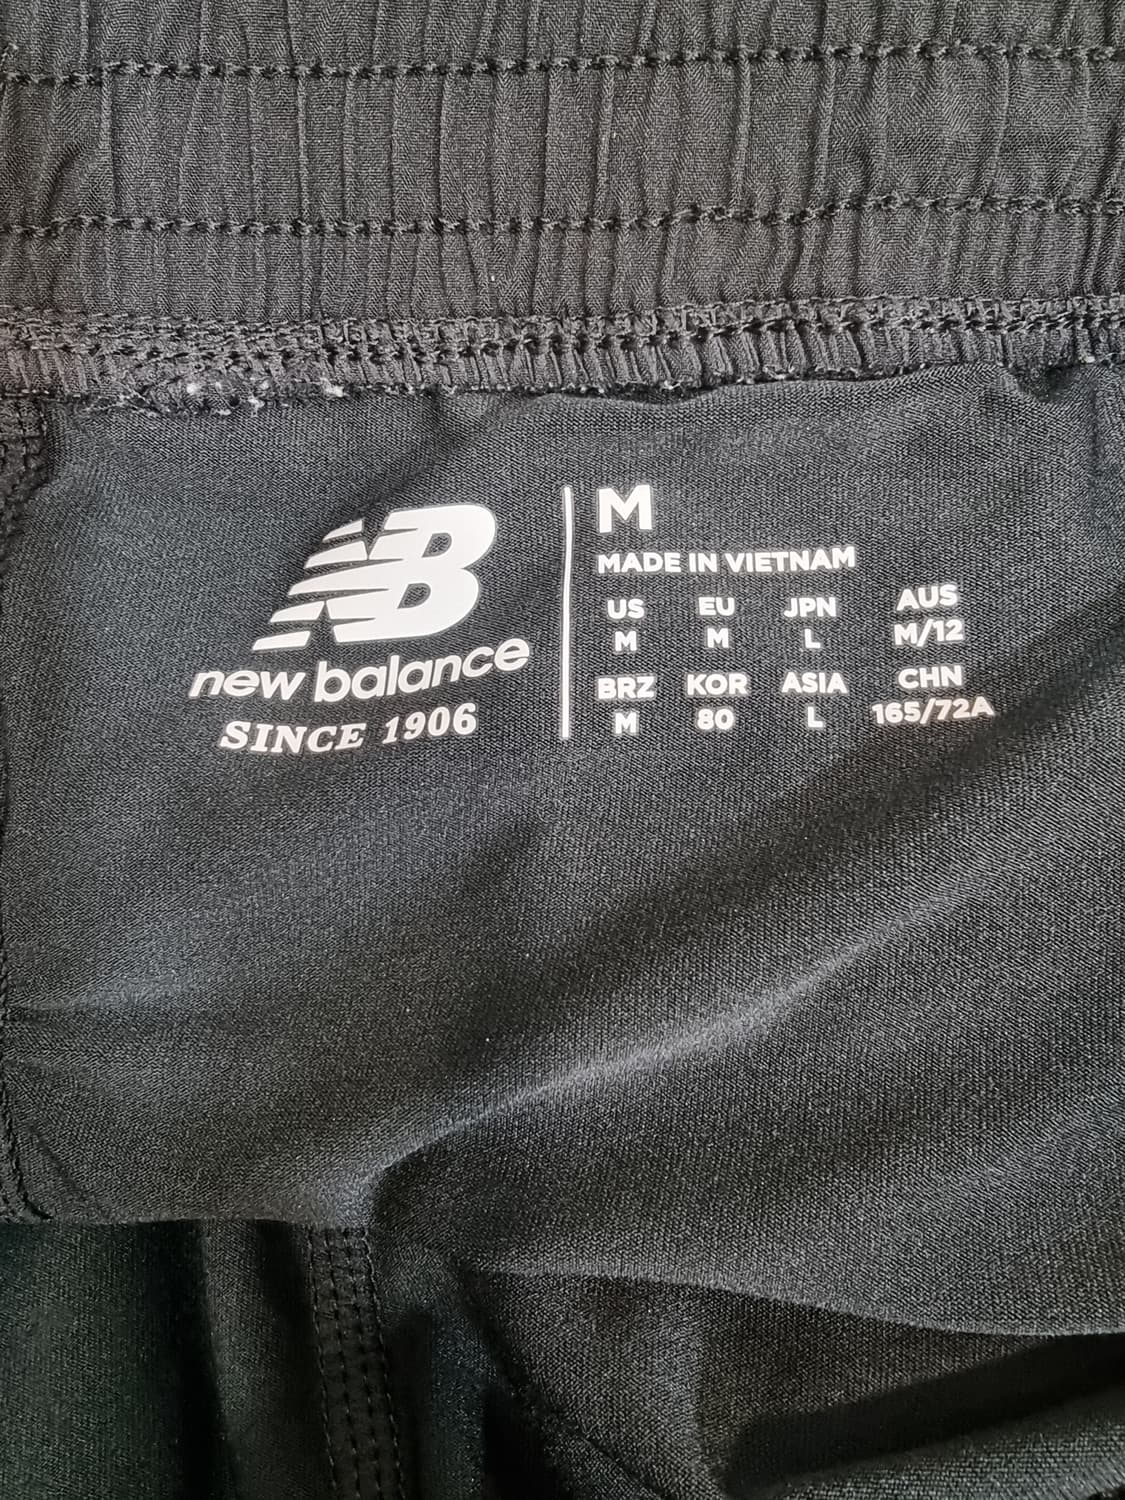 NB
new balance
SINCE 1906
M
MADE IN VIETNAM
US EU JPN AUS
M M L M/12
BRZ KOR ASIA CHN
M 80 L 165/72A